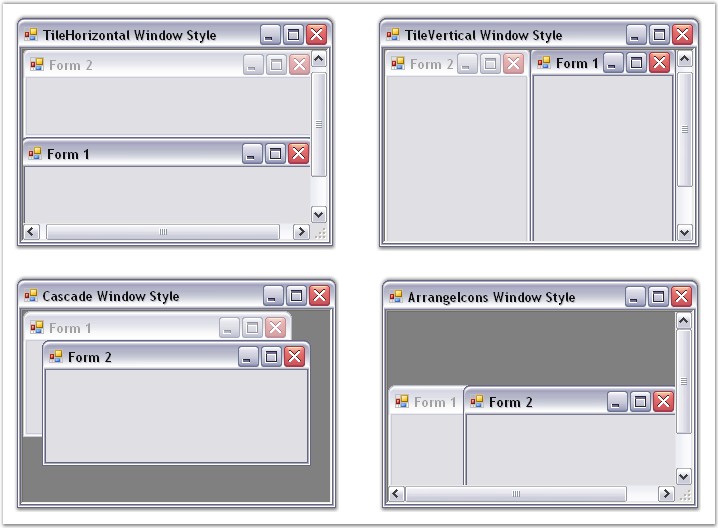 TileHorizontal Window Style
Form 2
Form 1
TileVertical Window Style
Form 2
Form 1
Cascade Window Style
Form 1
Form 2
ArrangeIcons Window Style
Form 1
Form 2